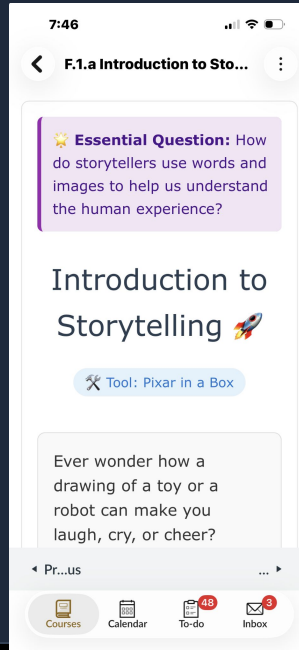 7:46
F.1.a Introduction to Sto...
🌟 Essential Question: How
do storytellers use words and
images to help us understand
the human experience?
Introduction to
Storytelling 🚀
🛠️ Tool: Pixar in a Box
Ever wonder how a
drawing of a toy or a
robot can make you
laugh, cry, or cheer?
Pr...us ...
48 3
Courses Calendar To-do Inbox